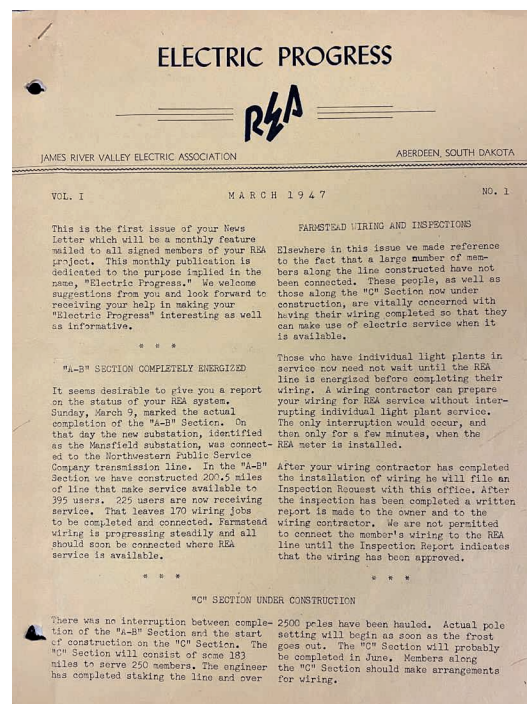 ELECTRIC PROGRESS
REA
JAMES RIVER VALLEY ELECTRIC ASSOCIATION
ABERDEEN, SOUTH DAKOTA
VOL. I
MARCH 1947
NO. 1
This is the first issue of your News
Letter which will be a monthly feature
mailed to all signed members of your REA
project. This monthly publication is
dedicated to the purpose implied in the
name, "Electric Progress." We welcome
suggestions from you and look forward to
receiving your help in making your
"Electric Progress" interesting as well
as informative.
* * *
"A-B" SECTION COMPLETELY ENERGIZED
It seems desirable to give you a report
on the status of your REA system.
Sunday, March 9, marked the actual
completion of the "A-B" Section. On
that day the new substation, identified
as the Mansfield substation, was connect-
ed to the Northwestern Public Service
Company transmission line. In the "A-B"
Section we have constructed 200.5 miles
of line that make service available to
395 users. 225 users are now receiving
service. That leaves 170 wiring jobs
to be completed and connected. Farmstead
wiring is progressing steadily and all
should soon be connected where REA
service is available.
* * *
FARMSTEAD WIRING AND INSPECTIONS
Elsewhere in this issue we made reference
to the fact that a large number of mem-
bers along the line constructed have not
been connected. These people, as well as
those along the "C" Section now under
construction, are vitally concerned with
having their wiring completed so that they
can make use of electric service when it
is available.
Those who have individual light plants in
service now need not wait until the REA
line is energized before completing their
wiring. A wiring contractor can prepare
your wiring for REA service without inter-
rupting individual light plant service.
The only interruption would occur, and
then only for a few minutes, when the
REA meter is installed.
After your wiring contractor has completed
the installation of wiring he will file an
Inspection Request with this office. After
the inspection has been completed a written
report is made to the owner and to the
wiring contractor. We are not permitted
to connect the member's wiring to the REA
line until the Inspection Report indicates
that the wiring has been approved.
* * *
"C" SECTION UNDER CONSTRUCTION
There was no interruption between comple-
tion of the "A-B" Section and the start
of construction on the "C" Section. The
"C" Section will consist of some 183
miles to serve 250 members. The engineer
has completed staking the line and over
2500 poles have been hauled. Actual pole
setting will begin as soon as the frost
goes out. The "C" Section will probably
be completed in June. Members along
the "C" Section should make arrangements
for wiring.